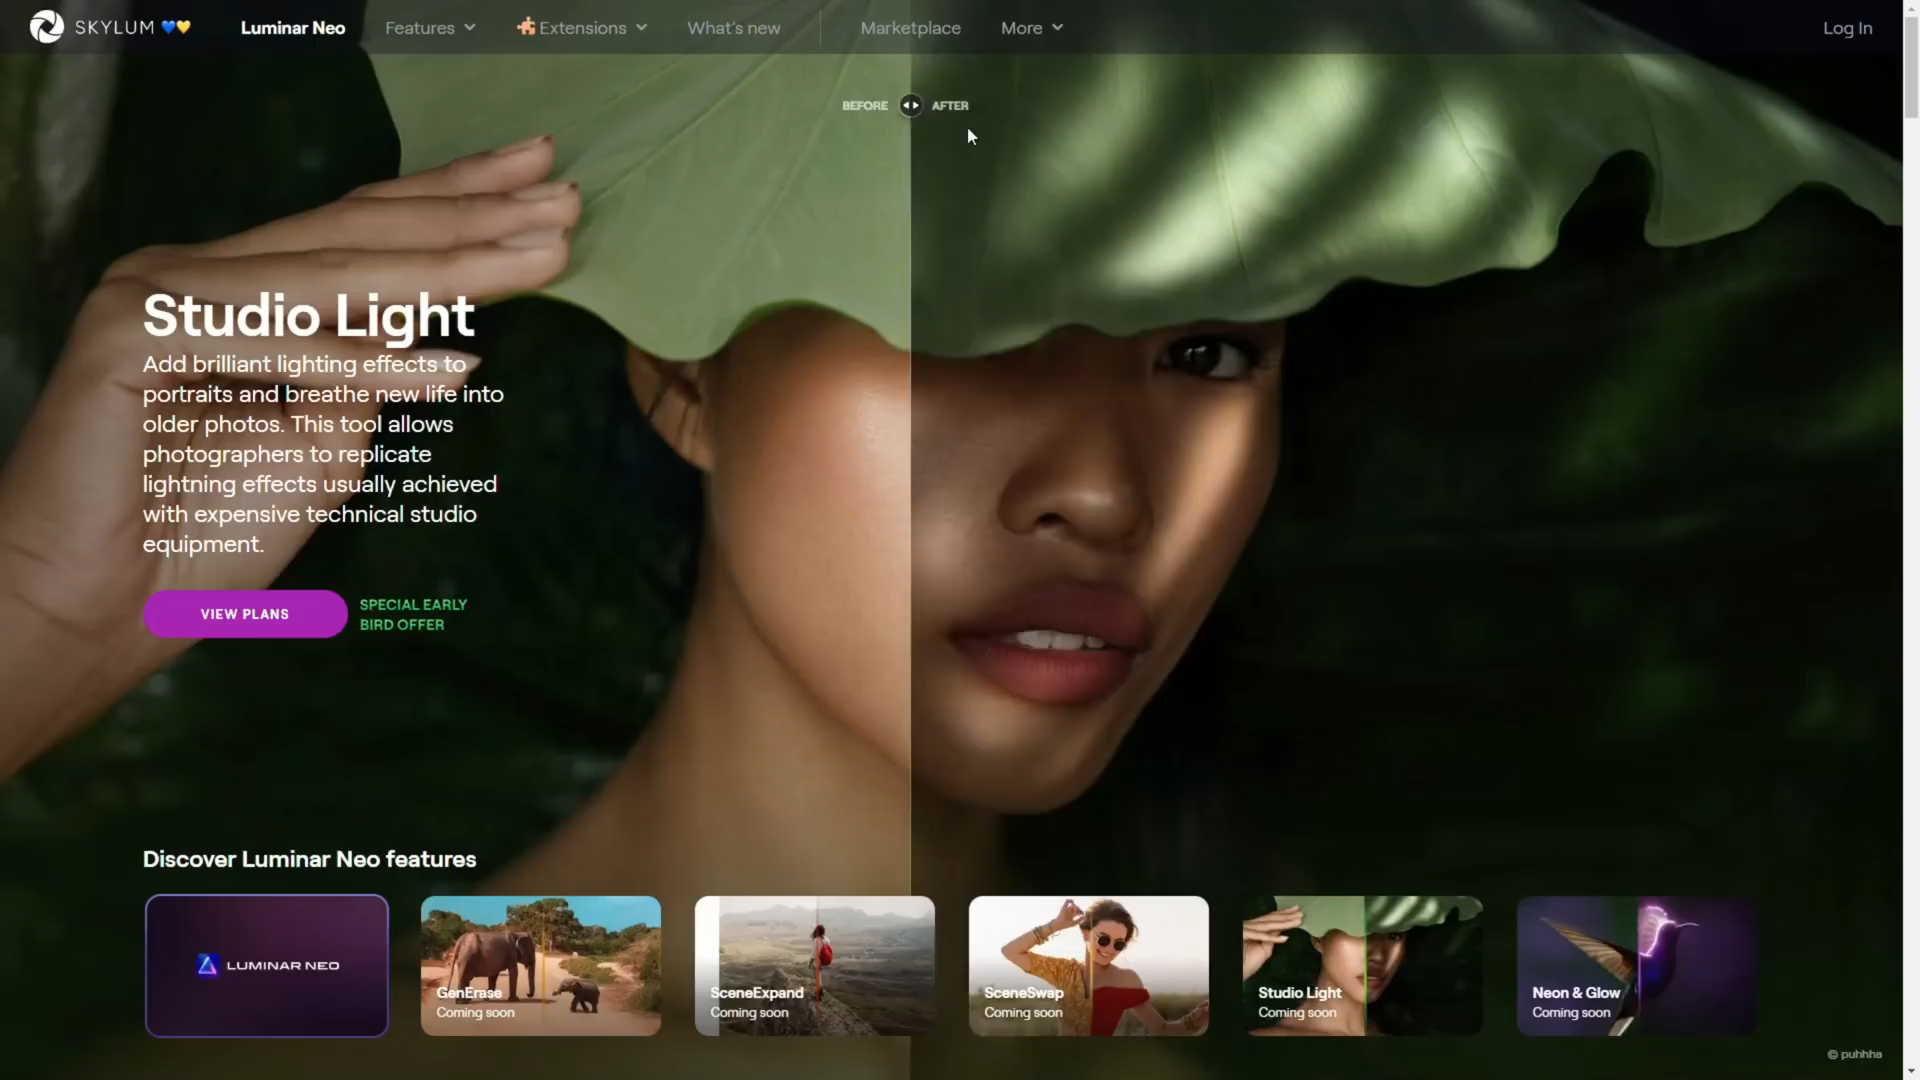 SKYLUM
Luminar Neo
Features
Extensions
What's new
Marketplace
More
Log In
BEFORE
AFTER
Studio Light
Add brilliant lighting effects to
portraits and breathe new life into
older photos. This tool allows
photographers to replicate
lightning effects usually achieved
with expensive technical studio
equipment.
VIEW PLANS
SPECIAL EARLY
BIRD OFFER
Discover Luminar Neo features
LUMINAR NEO
GenErase
Coming soon
SceneExpand
Coming soon
SceneSwap
Coming soon
Studio Light
Coming soon
Neon & Glow
Coming soon
© puhhha